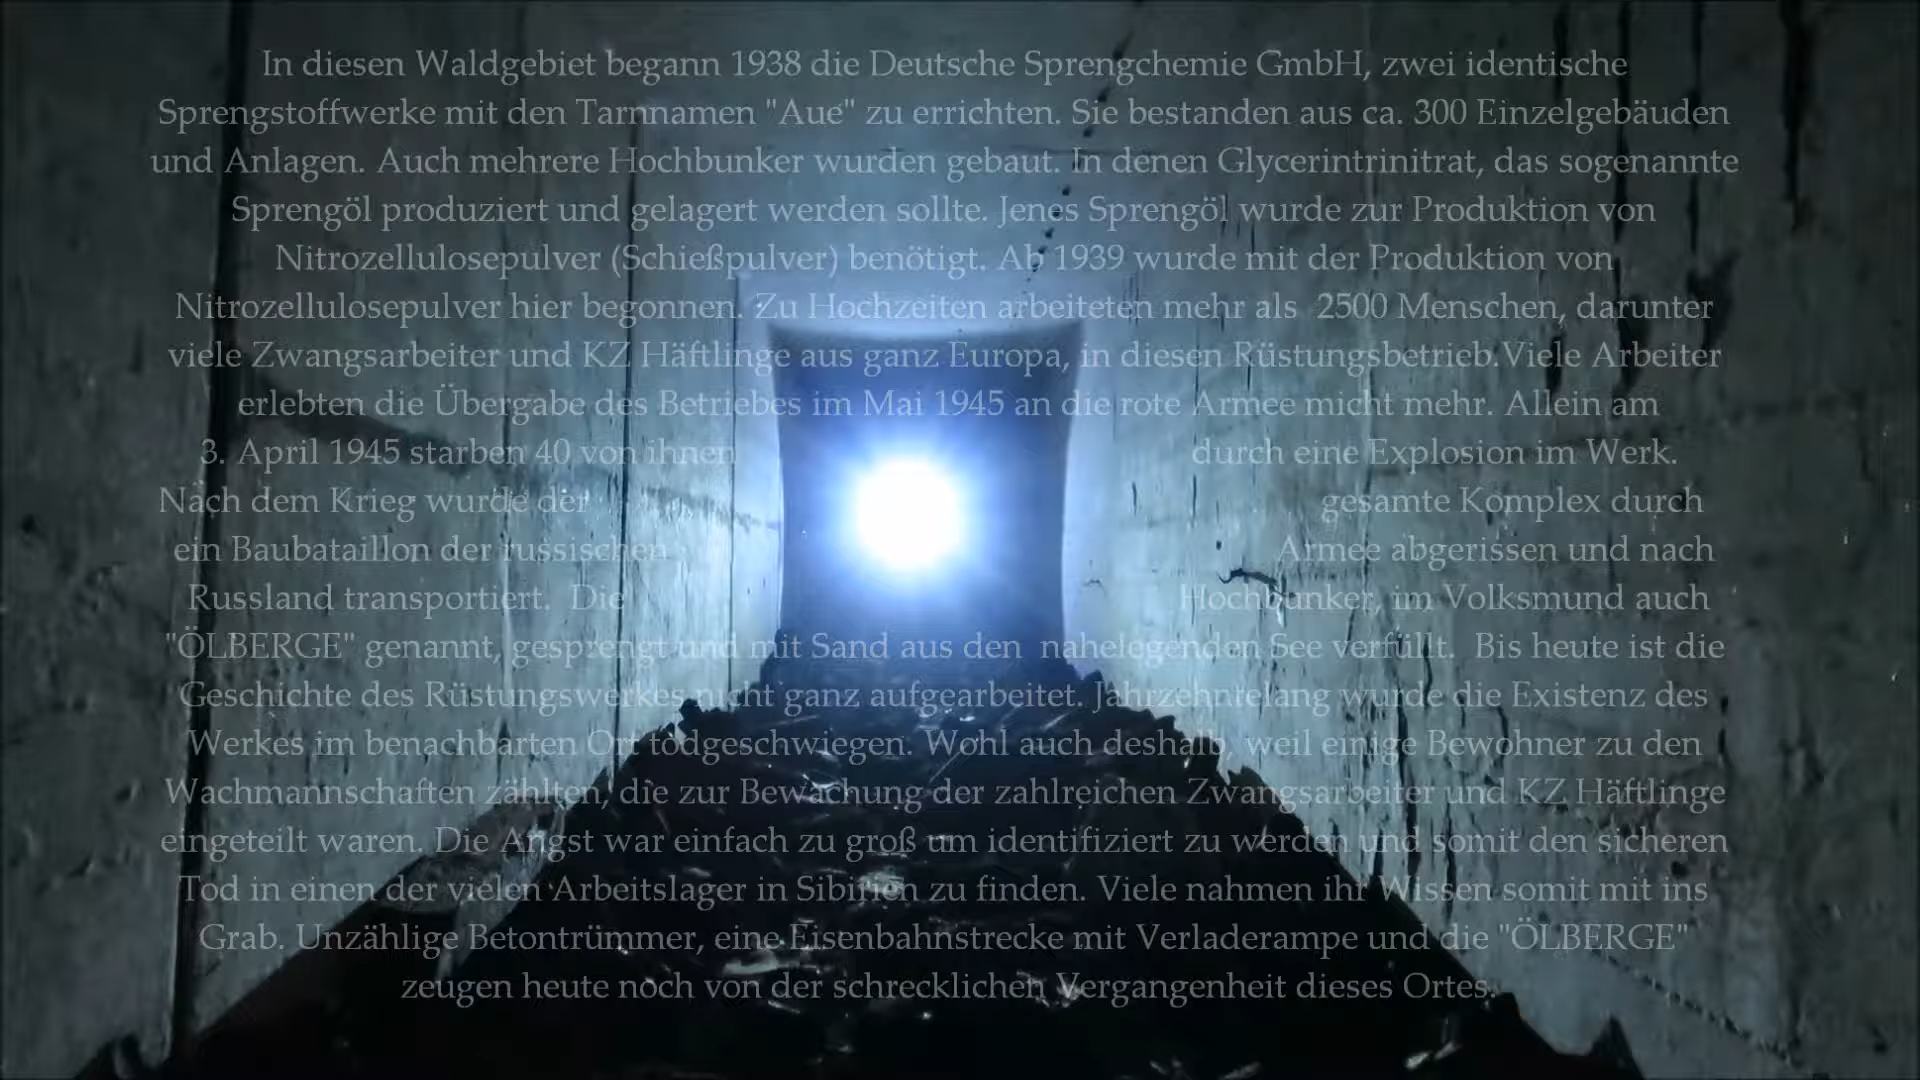 In diesen Waldgebiet begann 1938 die Deutsche Sprengchemie GmbH, zwei identische
Sprengstoffwerke mit den Tarnnamen "Aue" zu errichten. Sie bestanden aus ca. 300 Einzelgebäuden
und Anlagen. Auch mehrere Hochbunker wurden gebaut. In denen Glycerintrinitrat, das sogenannte
Sprengöl produziert und gelagert werden sollte. Jenes Sprengöl wurde zur Produktion von
Nitrozellulosepulver (Schießpulver) benötigt. Ab 1939 wurde mit der Produktion von
Nitrozellulosepulver hier begonnen. Zu Hochzeiten arbeiteten mehr als 2500 Menschen, darunter
viele Zwangsarbeiter und KZ Häftlinge aus ganz Europa, in diesen Rüstungsbetrieb.Viele Arbeiter
erlebten die Übergabe des Betriebes im Mai 1945 an die rote Armee nicht mehr. Allein am
3. April 1945 starben 40 von ihnen durch eine Explosion im Werk.
Nach dem Krieg wurde der gesamte Komplex durch
ein Baubataillon der russischen Armee abgerissen und nach
Russland transportiert. Die Hochbunker, im Volksmund auch
"ÖLBERGE" genannt, gesprengt und mit Sand aus den nahelegenden See verfüllt. Bis heute ist die
Geschichte des Rüstungswerkes nicht ganz aufgearbeitet. Jahrzehntelang wurde die Existenz des
Werkes im benachbarten Ort todgeschwiegen. Wohl auch deshalb, weil einige Bewohner zu den
Wachmannschaften zählten, die zur Bewachung der zahlreichen Zwangsarbeiter und KZ Häftlinge
eingeteilt waren. Die Angst war einfach zu groß um identifiziert zu werden und somit den sicheren
Tod in einen der vielen Arbeitslager in Sibirien zu finden. Viele nahmen ihr Wissen somit mit ins
Grab. Unzählige Betontrümmer, eine Eisenbahnstrecke mit Verladerampe und die "ÖLBERGE"
zeugen heute noch von der schrecklichen Vergangenheit dieses Ortes.